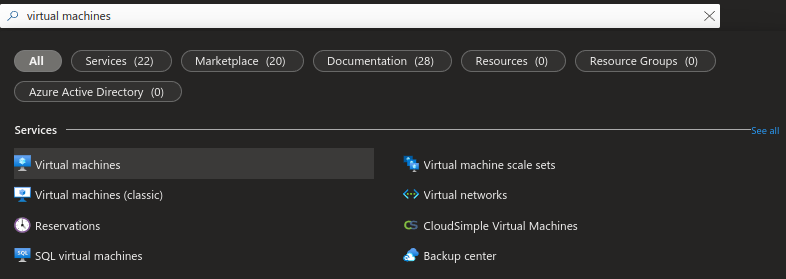 virtual machines
All Services (22) Marketplace (20) Documentation (28) Resources (0) Resource Groups (0)
Azure Active Directory (0)
Services See all
Virtual machines Virtual machine scale sets
Virtual machines (classic) Virtual networks
Reservations CS CloudSimple Virtual Machines
SQL SQL virtual machines Backup center